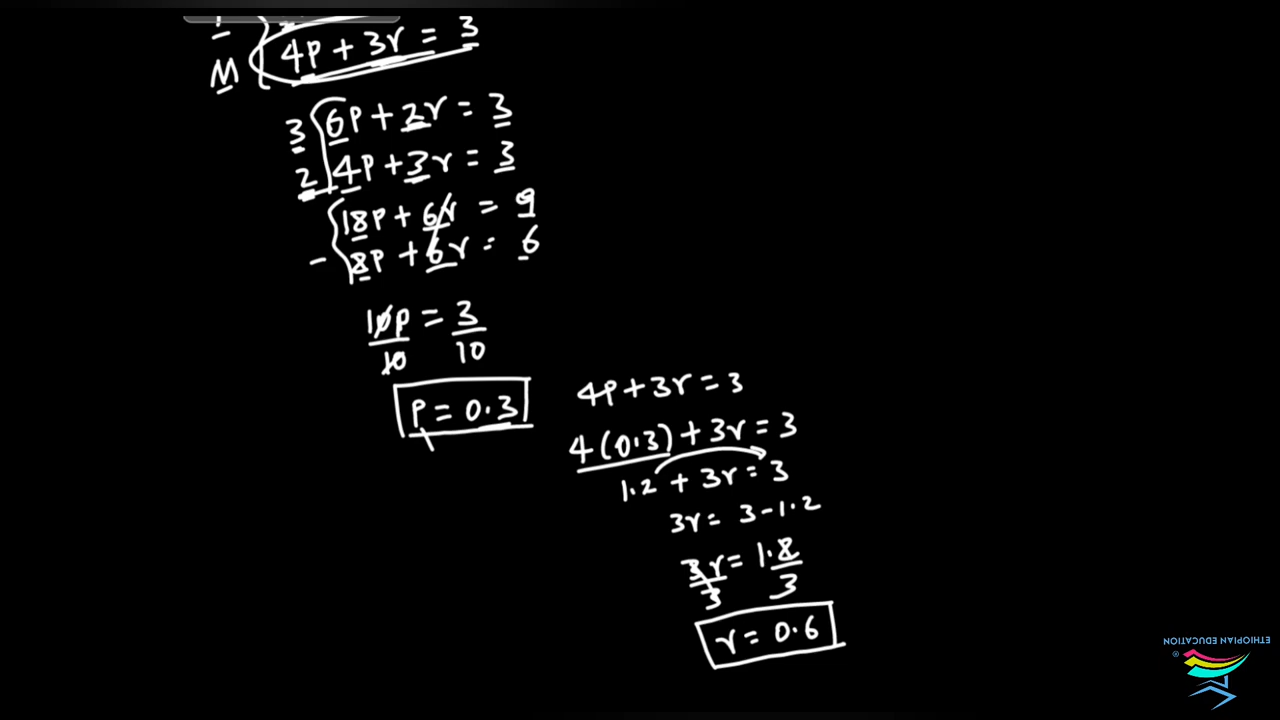 4P + 3r = 3
M
3 6P + 2r = 3
2 4P + 3r = 3
18P + 6r = 9
- 8P + 6r = 6
10P/10 = 3/10
P = 0.3
4P + 3r = 3
4(0.3) + 3r = 3
1.2 + 3r = 3
3r = 3 - 1.2
3r/3 = 1.8/3
r = 0.6
ETHIOPIAN EDUCATION
®